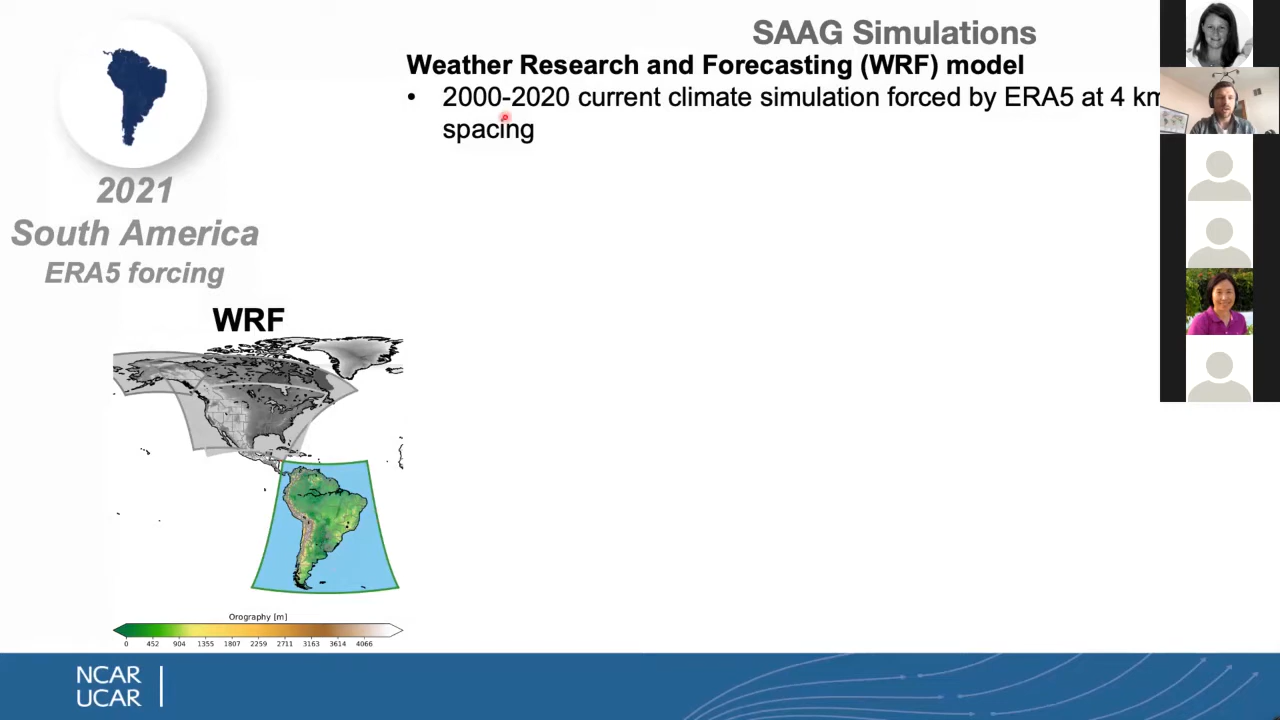 SAAG Simulations
Weather Research and Forecasting (WRF) model
• 2000-2020 current climate simulation forced by ERA5 at 4 km
spacing
2021
South America
ERA5 forcing
WRF
Orography [m]
0 452 904 1355 1807 2259 2711 3163 3614 4066
NCAR
UCAR